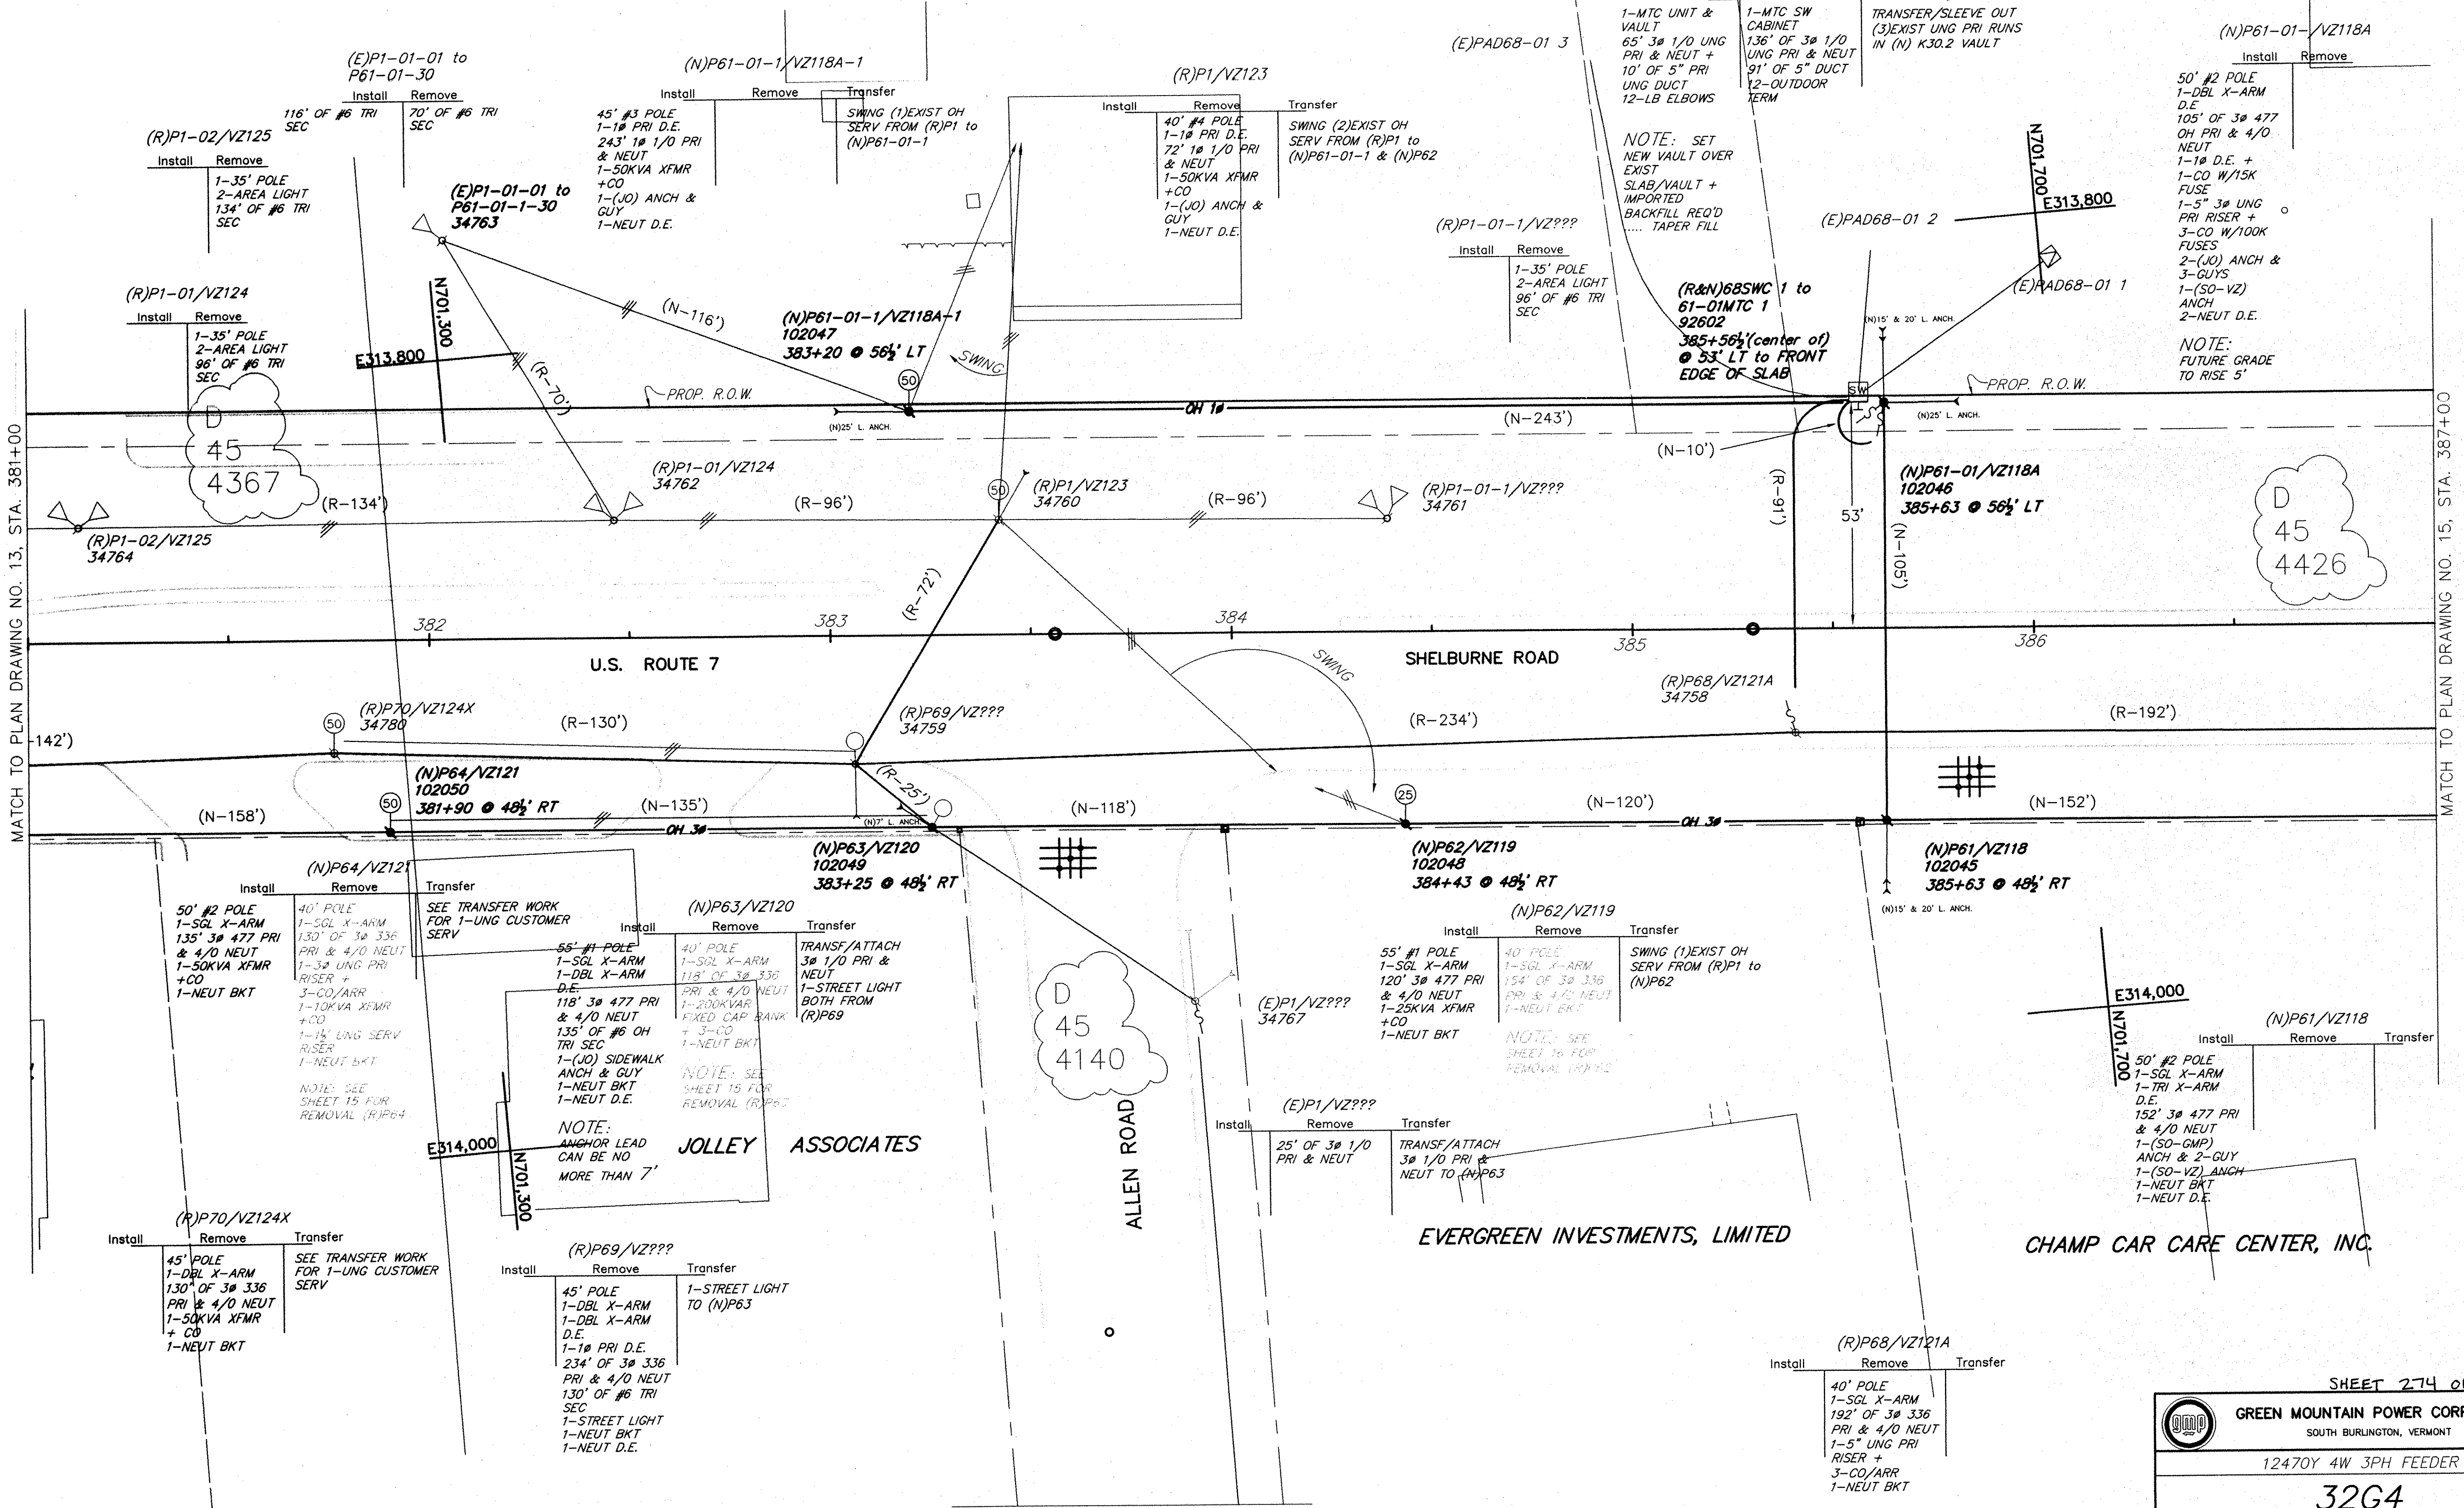 (E)P1-01-01 to
P61-01-30
Install Remove
116' OF #6 TRI
SEC
70' OF #6 TRI
SEC
(R)P1-02/VZ125
Install Remove
1-35' POLE
2-AREA LIGHT
134' OF #6 TRI
SEC
(E)P1-01-01 to
P61-01-1-30
34763
(N)P61-01-1/VZ118A-1
Install Remove Transfer
45' #3 POLE
1-1ø PRI D.E.
243' 1ø 1/0 PRI
& NEUT
1-50KVA XFMR
+CO
1-(JO) ANCH &
GUY
1-NEUT D.E.
SWING (1)EXIST OH
SERV FROM (R)P1 to
(N)P61-01-1
(R)P1/VZ123
Install Remove Transfer
40' #4 POLE
1-1ø PRI D.E.
72' 1ø 1/0 PRI
& NEUT
1-50KVA XFMR
+CO
1-(JO) ANCH &
GUY
1-NEUT D.E.
SWING (2)EXIST OH
SERV FROM (R)P1 to
(N)P61-01-1 & (N)P62
(E)PAD68-01 3
1-MTC UNIT &
VAULT
65' 3ø 1/0 UNG
PRI & NEUT +
10' OF 5" PRI
UNG DUCT
12-LB ELBOWS
1-MTC SW
CABINET
136' OF 3ø 1/0
UNG PRI & NEUT
91' OF 5" DUCT
12-OUTDOOR
TERM
TRANSFER/SLEEVE OUT
(3)EXIST UNG PRI RUNS
IN (N) K30.2 VAULT
NOTE: SET
NEW VAULT OVER
EXIST
SLAB/VAULT +
IMPORTED
BACKFILL REQ'D
..... TAPER FILL
(N)P61-01-/VZ118A
Install Remove
50' #2 POLE
1-DBL X-ARM
D.E
105' OF 3ø 477
OH PRI & 4/0
NEUT
1-1ø D.E. +
1-CO W/15K
FUSE
1-5" 3ø UNG
PRI RISER +
3-CO W/100K
FUSES
2-(JO) ANCH &
3-GUYS
1-(SO-VZ)
ANCH
2-NEUT D.E.
NOTE:
FUTURE GRADE
TO RISE 5'
N701,700
E313,800
(E)PAD68-01 2
(E)PAD68-01 1
(R)P1-01-1/VZ???
Install Remove
1-35' POLE
2-AREA LIGHT
96' OF #6 TRI
SEC
(R&N)68SWC 1 to
61-01MTC 1
92602
385+56½'(center of)
@ 53' LT to FRONT
EDGE OF SLAB
(N)15' & 20' L. ANCH.
(R)P1-01/VZ124
Install Remove
1-35' POLE
2-AREA LIGHT
96' OF #6 TRI
SEC
N701,300
E313,800
(N-116')
(R-70')
(N)P61-01-1/VZ118A-1
102047
383+20 @ 56½' LT
SWING
50
PROP. R.O.W.
(N)25' L. ANCH.
OH 1ø
(N-243')
SW
PROP. R.O.W.
(N)25' L. ANCH.
(N-10')
D
45
4367
(R-134')
(R)P1-01/VZ124
34762
(R-96')
50
(R)P1/VZ123
34760
(R-96')
(R)P1-01-1/VZ???
34761
(R-91')
53'
(N-105')
(N)P61-01/VZ118A
102046
385+63 @ 56½' LT
D
45
4426
(R)P1-02/VZ125
34764
(R-72')
MATCH TO PLAN DRAWING NO. 13, STA. 381+00
MATCH TO PLAN DRAWING NO. 15, STA. 387+00
382
383
384
385
386
U.S. ROUTE 7
SHELBURNE ROAD
SWING
(R)P68/VZ121A
34758
-142')
50
(R)P70/VZ124X
34780
(R-130')
(R)P69/VZ???
34759
(R-234')
(R-192')
(R-25')
(N)P64/VZ121
102050
381+90 @ 48½' RT
(N-158')
50
(N-135')
OH 3ø
(N)7' L. ANCH.
(N-118')
25
(N-120')
OH 3ø
(N-152')
(N)P63/VZ120
102049
383+25 @ 48½' RT
(N)P62/VZ119
102048
384+43 @ 48½' RT
(N)P61/VZ118
102045
385+63 @ 48½' RT
(N)15' & 20' L. ANCH.
(N)P64/VZ121
Install Remove Transfer
50' #2 POLE
1-SGL X-ARM
135' 3ø 477 PRI
& 4/0 NEUT
1-50KVA XFMR
+CO
1-NEUT BKT
40' POLE
1-SGL X-ARM
130' OF 3ø 336
PRI & 4/0 NEUT
1-3ø UNG PRI
RISER +
3-CO/ARR
1-10KVA XFMR
+CO
1-1½' UNG SERV
RISER
1-NEUT BKT
NOTE: SEE
SHEET 15 FOR
REMOVAL (R)P64
SEE TRANSFER WORK
FOR 1-UNG CUSTOMER
SERV
(N)P63/VZ120
Install Remove Transfer
55' #1 POLE
1-SGL X-ARM
1-DBL X-ARM
D.E.
118' 3ø 477 PRI
& 4/0 NEUT
135' OF #6 OH
TRI SEC
1-(JO) SIDEWALK
ANCH & GUY
1-NEUT BKT
1-NEUT D.E.
NOTE:
ANCHOR LEAD
CAN BE NO
MORE THAN 7'
40' POLE
1-SGL X-ARM
118' OF 3ø 336
PRI & 4/0 NEUT
1-200KVAR
FIXED CAP BANK
+ 3-CO
1-NEUT BKT
NOTE: SEE
SHEET 15 FOR
REMOVAL
TRANSF/ATTACH
3ø 1/0 PRI &
NEUT
1-STREET LIGHT
BOTH FROM
(R)P69
D
45
4140
(E)P1/VZ???
34767
(N)P62/VZ119
Install Remove Transfer
55' #1 POLE
1-SGL X-ARM
120' 3ø 477 PRI
& 4/0 NEUT
1-25KVA XFMR
+CO
1-NEUT BKT
40' POLE
1-SGL X-ARM
154' OF 3ø 336
PRI & 4/0 NEUT
1-NEUT BKT
NOTE: SEE
SHEET 16 FOR
REMOVAL (R)P62
SWING (1)EXIST OH
SERV FROM (R)P1 to
(N)P62
E314,000
N701,700
(N)P61/VZ118
Install Remove Transfer
50' #2 POLE
1-SGL X-ARM
1-TRI X-ARM
D.E.
152' 3ø 477 PRI
& 4/0 NEUT
1-(SO-GMP)
ANCH & 2-GUY
1-(SO-VZ) ANCH
1-NEUT BKT
1-NEUT D.E.
(E)P1/VZ???
Install Remove Transfer
25' OF 3ø 1/0
PRI & NEUT
TRANSF/ATTACH
3ø 1/0 PRI &
NEUT TO (N)P63
E314,000
N701,300
JOLLEY ASSOCIATES
ALLEN ROAD
EVERGREEN INVESTMENTS, LIMITED
CHAMP CAR CARE CENTER, INC.
(R)P70/VZ124X
Install Remove Transfer
45' POLE
1-DBL X-ARM
130' OF 3ø 336
PRI & 4/0 NEUT
1-50KVA XFMR
+ CO
1-NEUT BKT
SEE TRANSFER WORK
FOR 1-UNG CUSTOMER
SERV
(R)P69/VZ???
Install Remove Transfer
45' POLE
1-DBL X-ARM
1-DBL X-ARM
D.E.
1-1ø PRI D.E.
234' OF 3ø 336
PRI & 4/0 NEUT
130' OF #6 TRI
SEC
1-STREET LIGHT
1-NEUT BKT
1-NEUT D.E.
1-STREET LIGHT
TO (N)P63
(R)P68/VZ121A
Install Remove Transfer
40' POLE
1-SGL X-ARM
192' OF 3ø 336
PRI & 4/0 NEUT
1-5" UNG PRI
RISER +
3-CO/ARR
1-NEUT BKT
SHEET 274
gmp
GREEN MOUNTAIN POWER CORP
SOUTH BURLINGTON, VERMONT
12470Y 4W 3PH FEEDER
32G4